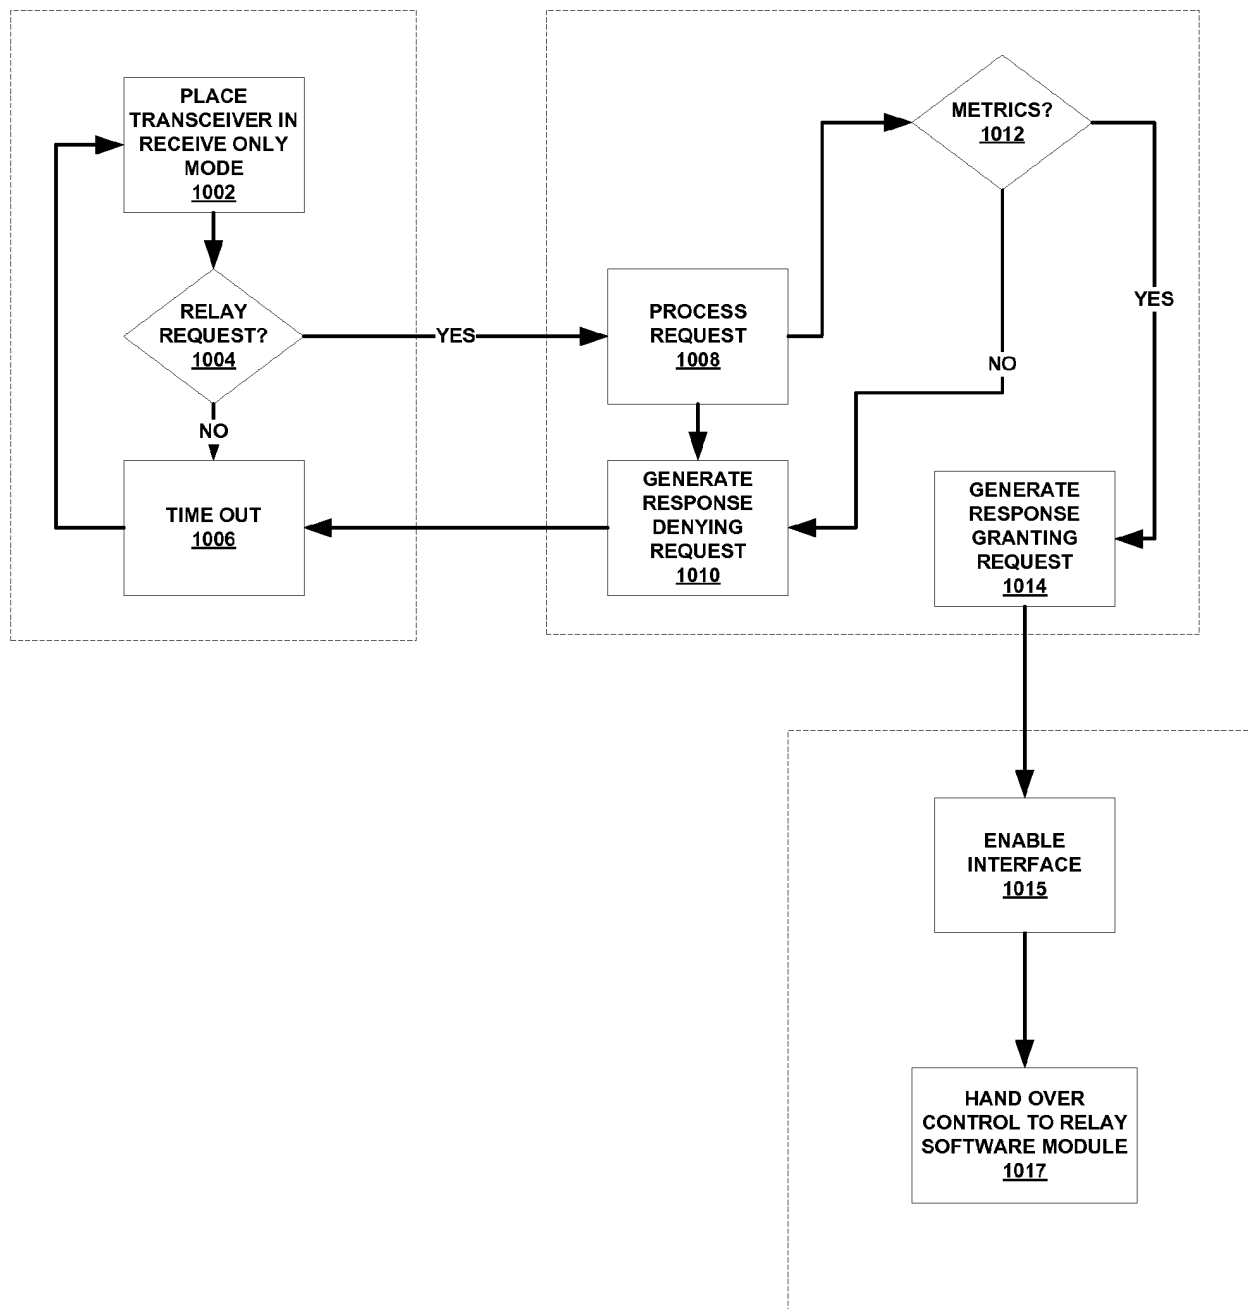 PLACE
TRANSCEIVER IN
RECEIVE ONLY
MODE
1002
RELAY
REQUEST?
1004
NO
TIME OUT
1006
YES
PROCESS
REQUEST
1008
GENERATE
RESPONSE
DENYING
REQUEST
1010
METRICS?
1012
NO
YES
GENERATE
RESPONSE
GRANTING
REQUEST
1014
ENABLE
INTERFACE
1015
HAND OVER
CONTROL TO RELAY
SOFTWARE MODULE
1017